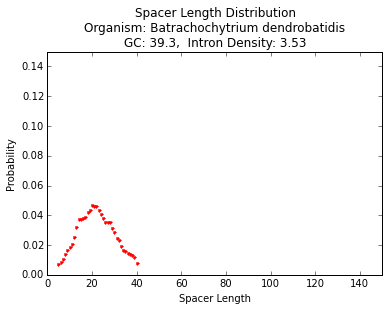 Spacer Length Distribution
Organism: Batrachochytrium dendrobatidis
GC: 39.3,  Intron Density: 3.53
0.14
0.12
0.10
0.08
0.06
0.04
0.02
0.00
Probability
0 20 40 60 80 100 120 140
Spacer Length